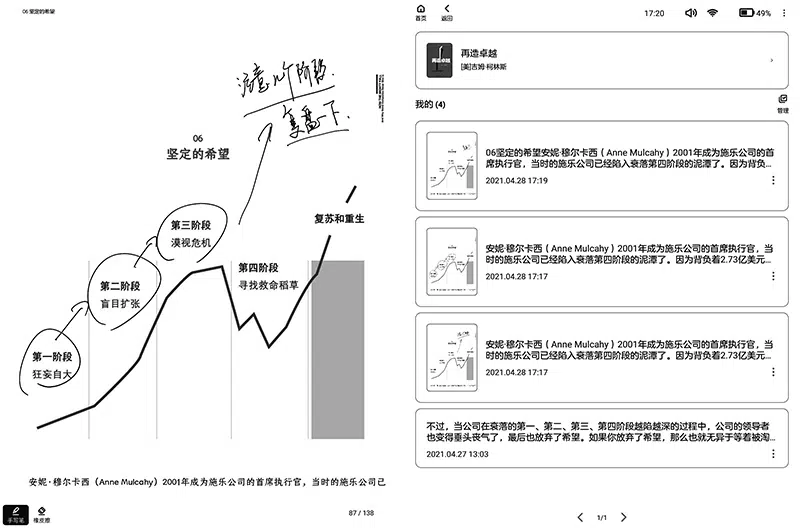 06 坚定的希望
注意几个阶段.
复盘一下.
06
坚定的希望
复苏和重生
第三阶段
漠视危机
第四阶段
寻找救命稻草
第二阶段
盲目扩张
第一阶段
狂妄自大
安妮·穆尔卡西（Anne Mulcahy）2001年成为施乐公司的首席执行官，当时的施乐公司已
手写笔
橡皮擦
87 / 138
首页
返回
17:20
49%
再造卓越
再造卓越
[美]吉姆·柯林斯
我的 (4)
管理
06坚定的希望安妮·穆尔卡西（Anne Mulcahy）2001年成为施乐公司的首
席执行官，当时的施乐公司已经陷入衰落第四阶段的泥潭了。因为背负...
2021.04.28 17:19
安妮·穆尔卡西（Anne Mulcahy）2001年成为施乐公司的首席执行官，当
时的施乐公司已经陷入衰落第四阶段的泥潭了。因为背负着2.73亿美元...
2021.04.28 17:17
安妮·穆尔卡西（Anne Mulcahy）2001年成为施乐公司的首席执行官，当
时的施乐公司已经陷入衰落第四阶段的泥潭了。因为背负着2.73亿美元...
2021.04.28 17:17
不过，当公司在衰落的第一、第二、第三、第四阶段越陷越深的过程中，公司的领导者
也变得垂头丧气了，最后也放弃了希望。如果你放弃了希望，那么也就无异于等着被淘...
2021.04.27 13:03
1/1